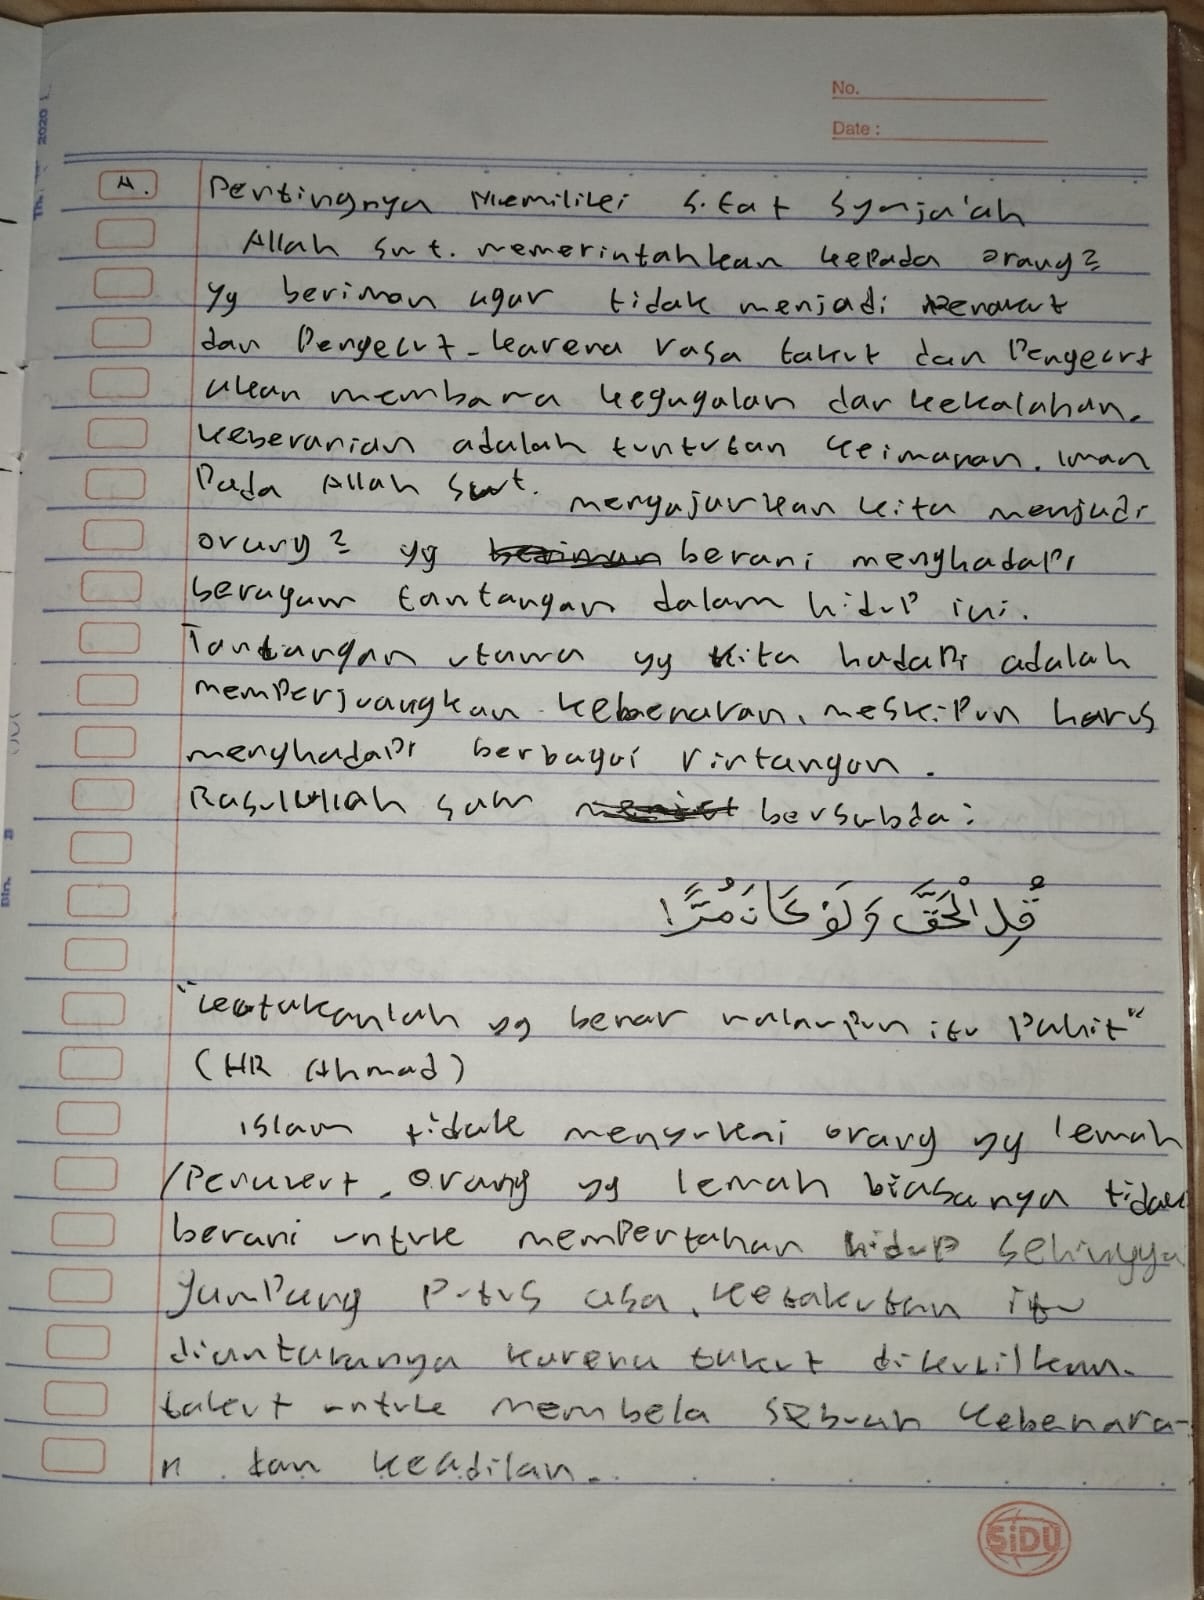 No.
Date :
A. Pentingnya Memiliki Sifat Syaja'ah
Allah swt. memerintahkan kepada orang2
yg beriman agar tidak menjadi penakut
dan Pengecut. karena rasa takut dan Pengecut
akan membawa kegagalan dan kekalahan.
keberanian adalah tuntutan keimanan. iman
Pada Allah swt. mengajarkan kita menjadi
orang2 yg beriman berani menghadapi
beragam tantangan dalam hidup ini.
Tantangan utama yg kita hadapi adalah
memperjuangkan kebenaran, meskipun harus
menghadapi berbagai rintangan.
Rasulullah saw bersabda:
قُلِ الْحَقَّ وَلَوْ كَانَ مُرًّا
"katakanlah yg benar walaupun itu Pahit"
(HR Ahmad)
islam tidak menyukai orang yg lemah
/Penakut. orang yg lemah biasanya tidak
berani untuk mempertahan hidup sehingga
gampang Putus asa. ketakutan itu
diantaranya karena takut dikucilkan.
takut untuk membela sebuah kebenara-
n dan keadilan.
SiDU